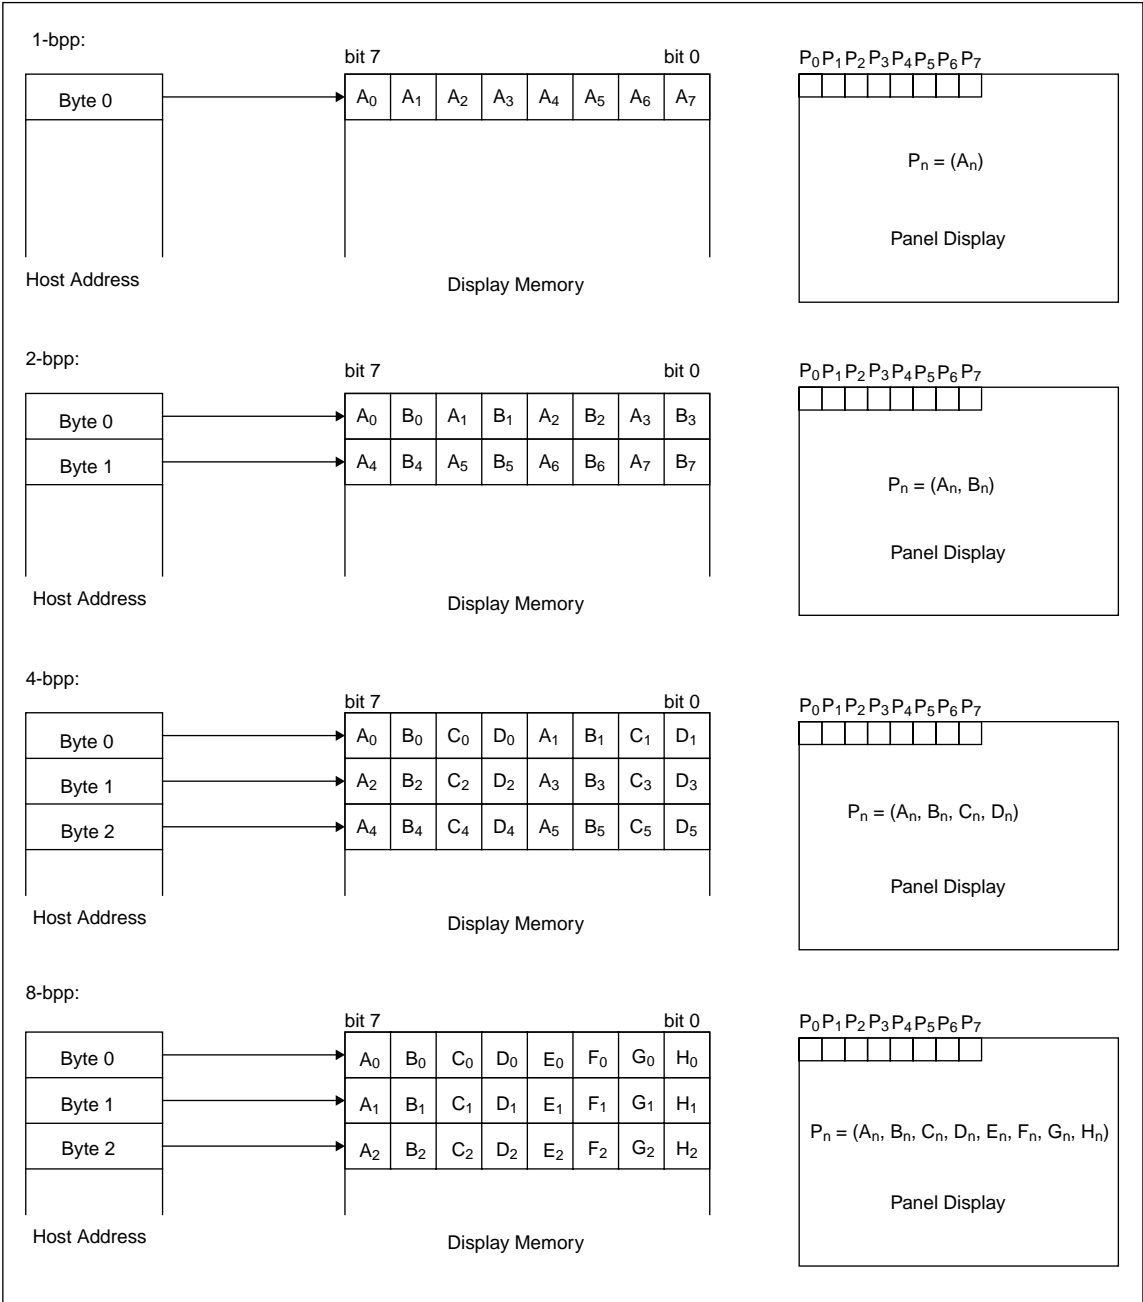 1-bpp:
bit 7 bit 0
P0 P1 P2 P3 P4 P5 P6 P7
Byte 0
A0 A1 A2 A3 A4 A5 A6 A7
Pn = (An)
Panel Display
Host Address
Display Memory
2-bpp:
bit 7 bit 0
P0 P1 P2 P3 P4 P5 P6 P7
Byte 0
A0 B0 A1 B1 A2 B2 A3 B3
Byte 1
A4 B4 A5 B5 A6 B6 A7 B7
Pn = (An, Bn)
Panel Display
Host Address
Display Memory
4-bpp:
bit 7 bit 0
P0 P1 P2 P3 P4 P5 P6 P7
Byte 0
A0 B0 C0 D0 A1 B1 C1 D1
Byte 1
A2 B2 C2 D2 A3 B3 C3 D3
Byte 2
A4 B4 C4 D4 A5 B5 C5 D5
Pn = (An, Bn, Cn, Dn)
Panel Display
Host Address
Display Memory
8-bpp:
bit 7 bit 0
P0 P1 P2 P3 P4 P5 P6 P7
Byte 0
A0 B0 C0 D0 E0 F0 G0 H0
Byte 1
A1 B1 C1 D1 E1 F1 G1 H1
Byte 2
A2 B2 C2 D2 E2 F2 G2 H2
Pn = (An, Bn, Cn, Dn, En, Fn, Gn, Hn)
Panel Display
Host Address
Display Memory